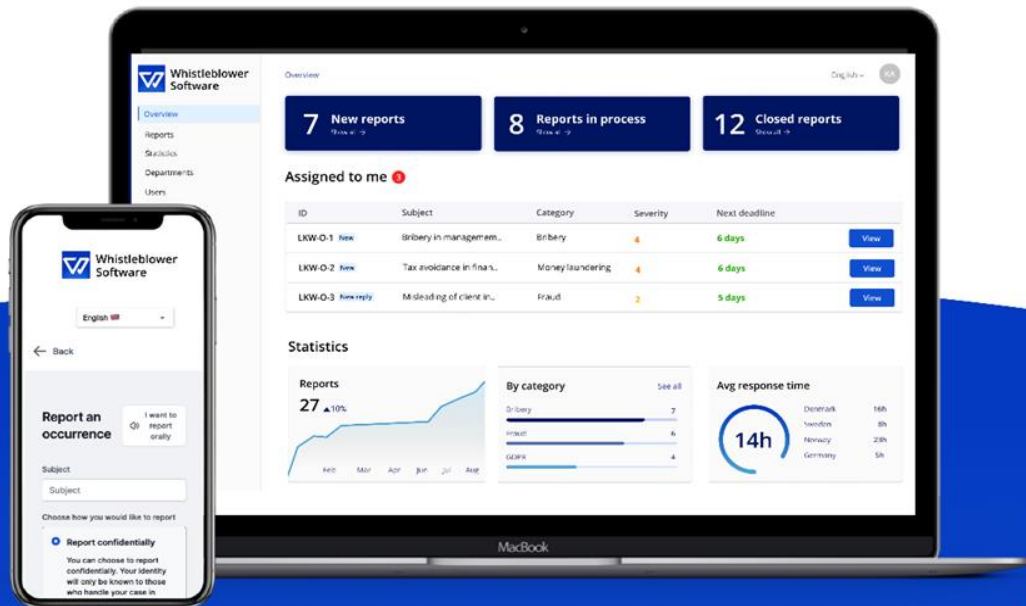 Whistleblower
Software
Overview
Reports
Statistics
Departments
Users
Overview
English
KA
7 New reports
Show all →
8 Reports in process
Show all →
12 Closed reports
Show all →
Assigned to me 3
ID Subject Category Severity Next deadline
LKW-O-1 New Bribery in managemem... Bribery 4 6 days View
LKW-O-2 New Tax avoidance in finan... Money laundering 4 6 days View
LKW-O-3 New reply Misleading of client in... Fraud 2 5 days View
Statistics
Reports
27 ▲10%
Feb Mar Apr Jun Jul Aug
By category See all
Bribery 7
Fraud 6
GDPR 4
Avg response time
14h
Denmark 16h
Sweden 8h
Norway
Germany 5h
MacBook
Whistleblower
Software
English
← Back
Report an
occurrence
I want to
report
orally
Subject
Subject
Choose how you would like to report
Report confidentially
You can choose to report
confidentially. Your identity
will only be known to those
who handle your case in